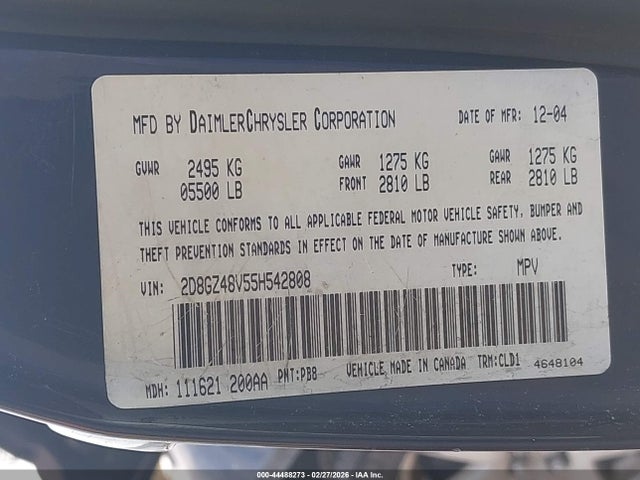 MFD BY DAIMLERCHRYSLER CORPORATION DATE OF MFR: 12-04
GVWR 2495 KG GAWR 1275 KG GAWR 1275 KG
05500 LB FRONT 2810 LB REAR 2810 LB
THIS VEHICLE CONFORMS TO ALL APPLICABLE FEDERAL MOTOR VEHICLE SAFETY, BUMPER AND
THEFT PREVENTION STANDARDS IN EFFECT ON THE DATE OF MANUFACTURE SHOWN ABOVE.
VIN: 2D8GZ48V55H542808 TYPE: MPV
MDH: 111621 200AA PNT:PB8 VEHICLE MADE IN CANADA TRM:CLD1 4648104
000-44488273 - 02/27/2026 - IAA Inc.